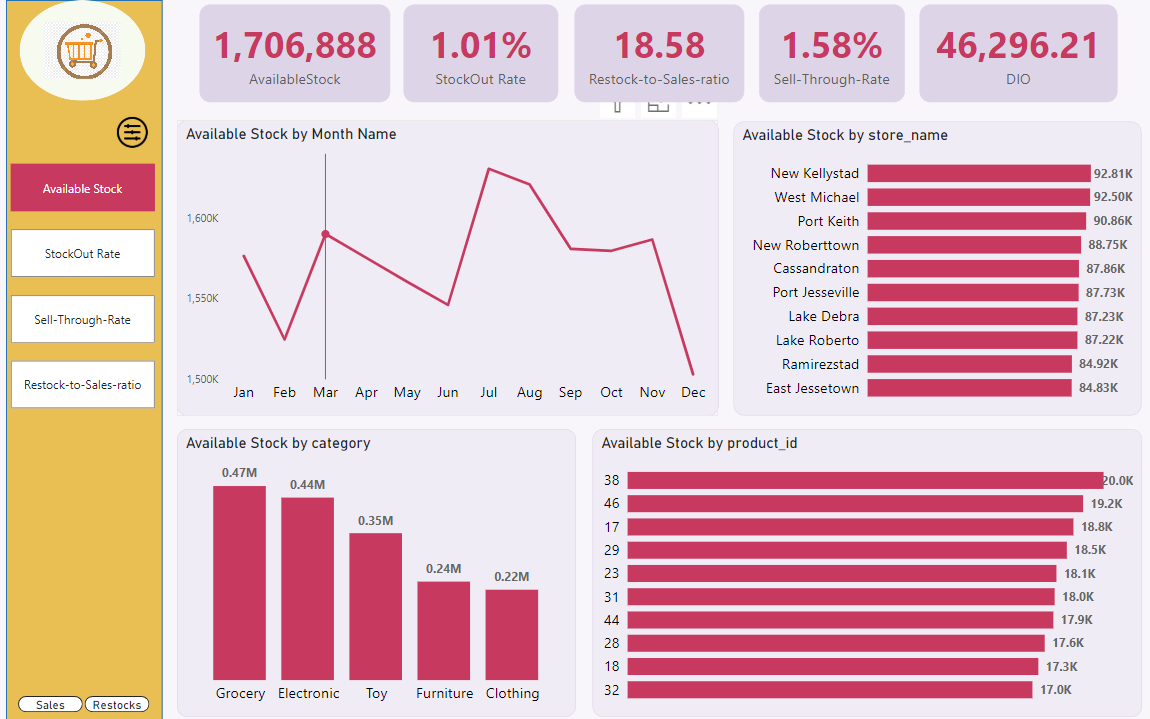 1,706,888
AvailableStock
1.01%
StockOut Rate
18.58
Restock-to-Sales-ratio
1.58%
Sell-Through-Rate
46,296.21
DIO
Available Stock
StockOut Rate
Sell-Through-Rate
Restock-to-Sales-ratio
Sales
Restocks
Available Stock by Month Name
1,600K
1,550K
1,500K
Jan Feb Mar Apr May Jun Jul Aug Sep Oct Nov Dec
Available Stock by store_name
New Kellystad 92.81K
West Michael 92.50K
Port Keith 90.86K
New Roberttown 88.75K
Cassandraton 87.86K
Port Jesseville 87.73K
Lake Debra 87.23K
Lake Roberto 87.22K
Ramirezstad 84.92K
East Jessetown 84.83K
Available Stock by category
0.47M
0.44M
0.35M
0.24M
0.22M
Grocery Electronic Toy Furniture Clothing
Available Stock by product_id
38 20.0K
46 19.2K
17 18.8K
29 18.5K
23 18.1K
31 18.0K
44 17.9K
28 17.6K
18 17.3K
32 17.0K